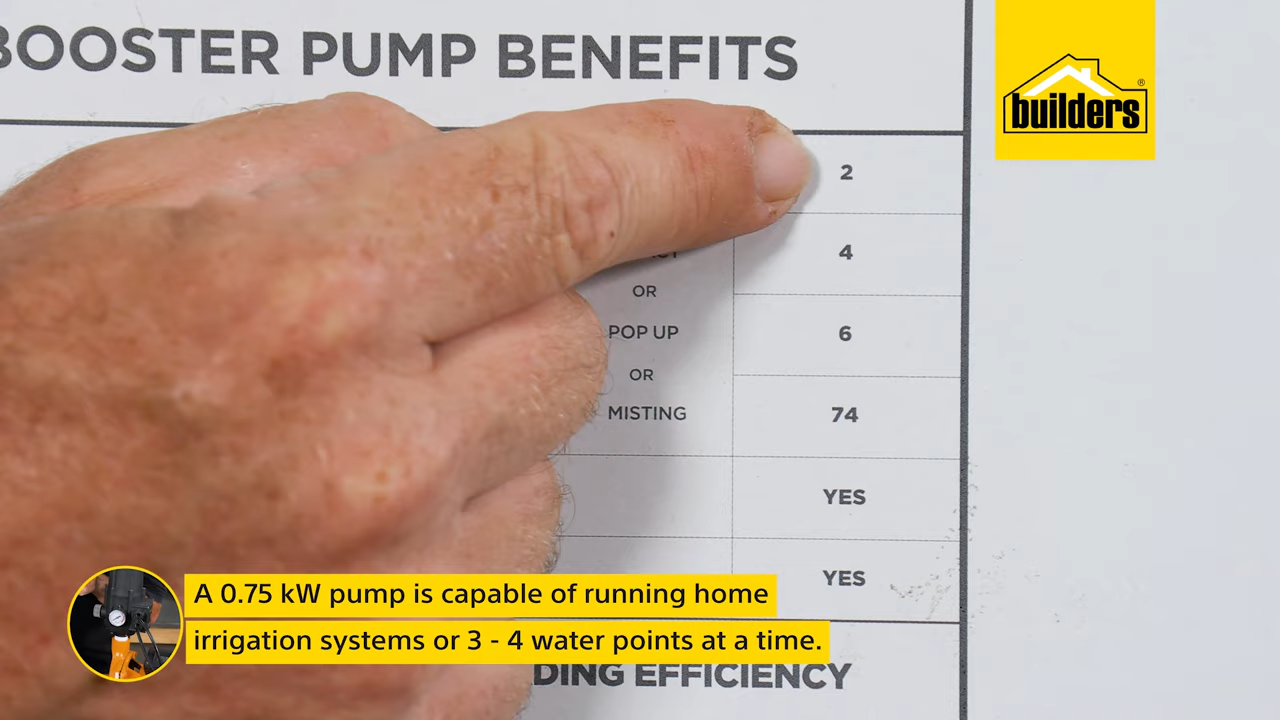 BOOSTER PUMP BENEFITS
builders®
2
4
OR
POP UP
6
OR
MISTING
74
YES
YES
A 0.75 kW pump is capable of running home
irrigation systems or 3 - 4 water points at a time.
EFFICIENCY